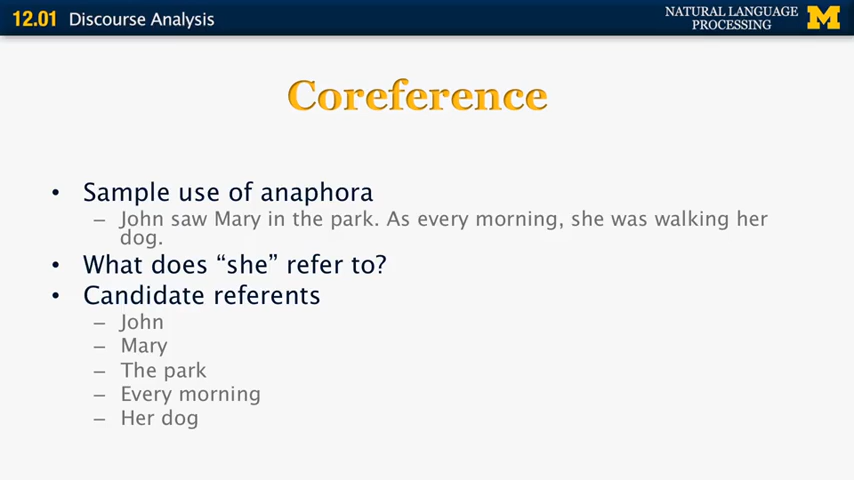 12.01 Discourse Analysis
NATURAL LANGUAGE
PROCESSING
M
Coreference
• Sample use of anaphora
– John saw Mary in the park. As every morning, she was walking her
dog.
• What does “she” refer to?
• Candidate referents
– John
– Mary
– The park
– Every morning
– Her dog